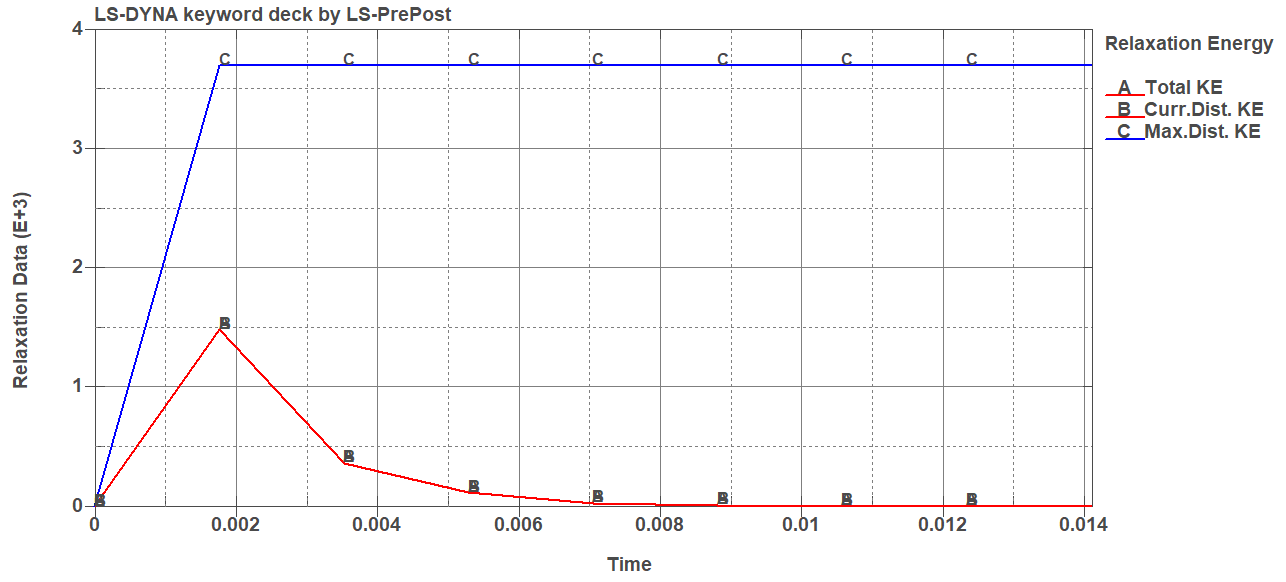 LS-DYNA keyword deck by LS-PrePost
Relaxation Energy
A Total KE
B Curr.Dist. KE
C Max.Dist. KE
Relaxation Data (E+3)
4
3
2
1
0
C C C C C C C
0 0.002 0.004 0.006 0.008 0.01 0.012 0.014
Time